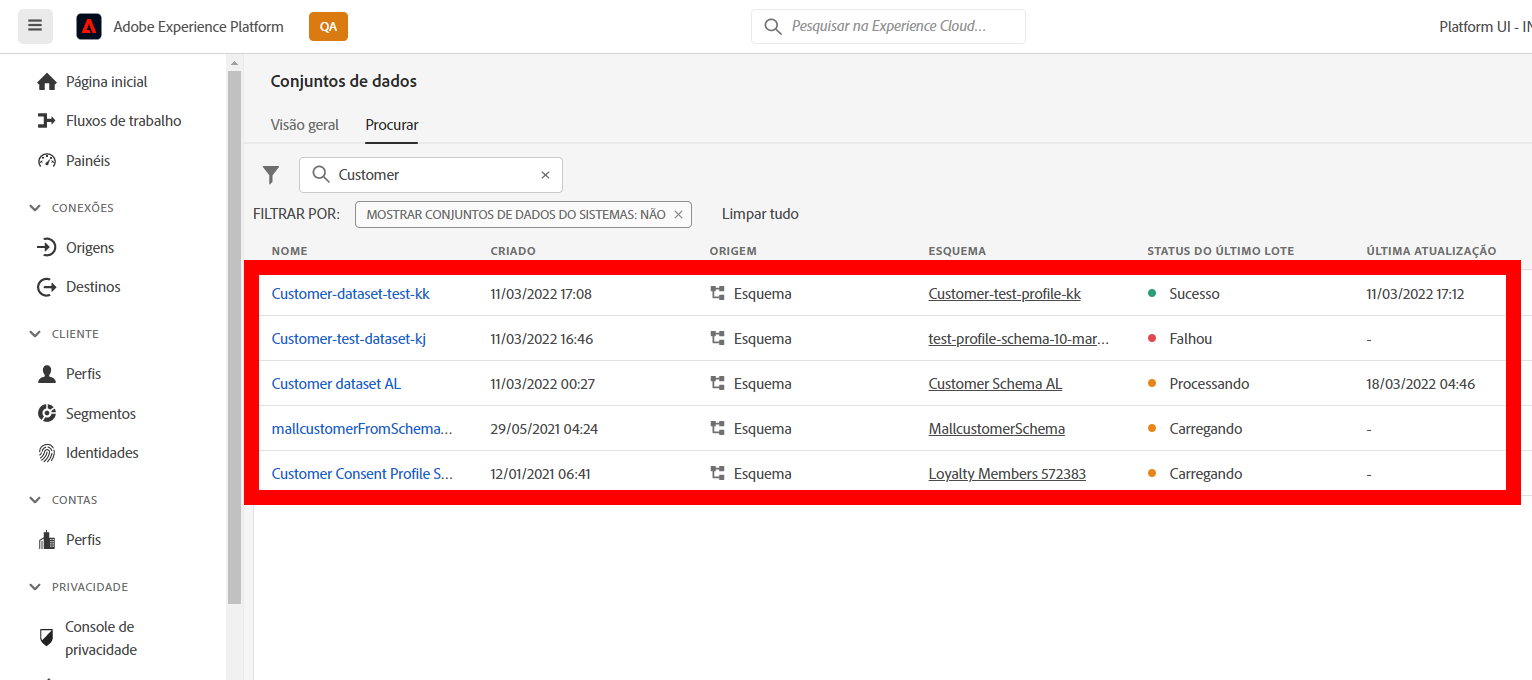 Adobe Experience Platform QA Pesquisar na Experience Cloud... Platform UI - IN
Página inicial
Fluxos de trabalho
Painéis
CONEXÕES
Origens
Destinos
CLIENTE
Perfis
Segmentos
Identidades
CONTAS
Perfis
PRIVACIDADE
Console de
privacidade
Conjuntos de dados
Visão geral Procurar
Customer
FILTRAR POR: MOSTRAR CONJUNTOS DE DADOS DO SISTEMAS: NÃO Limpar tudo
NOME CRIADO ORIGEM ESQUEMA STATUS DO ÚLTIMO LOTE ÚLTIMA ATUALIZAÇÃO
Customer-dataset-test-kk 11/03/2022 17:08 Esquema Customer-test-profile-kk Sucesso 11/03/2022 17:12
Customer-test-dataset-kj 11/03/2022 16:46 Esquema test-profile-schema-10-mar... Falhou -
Customer dataset AL 11/03/2022 00:27 Esquema Customer Schema AL Processando 18/03/2022 04:46
mallcustomerFromSchema... 29/05/2021 04:24 Esquema MallcustomerSchema Carregando -
Customer Consent Profile S... 12/01/2021 06:41 Esquema Loyalty Members 572383 Carregando -